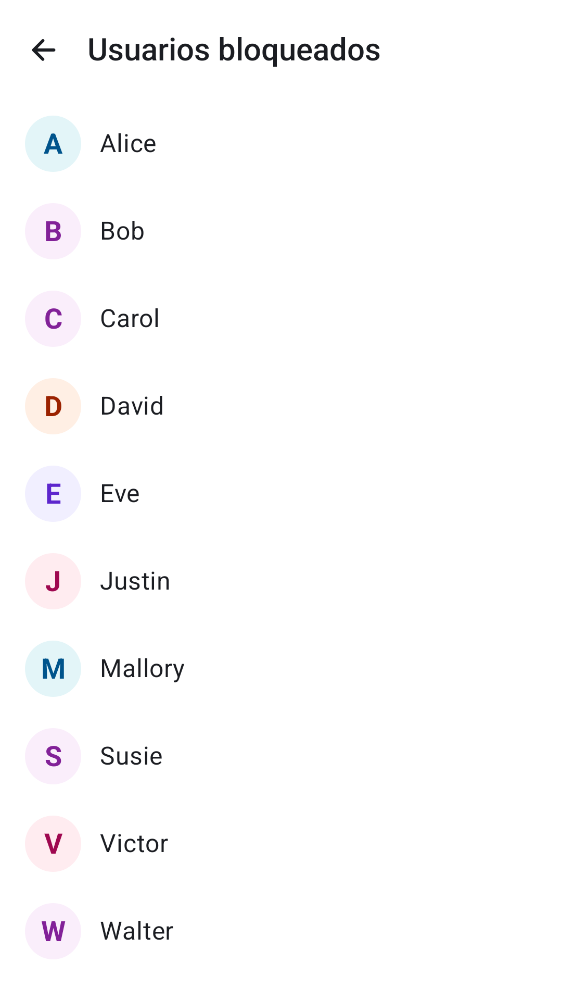 Usuarios bloqueados
A Alice
B Bob
C Carol
D David
E Eve
J Justin
M Mallory
S Susie
V Victor
W Walter